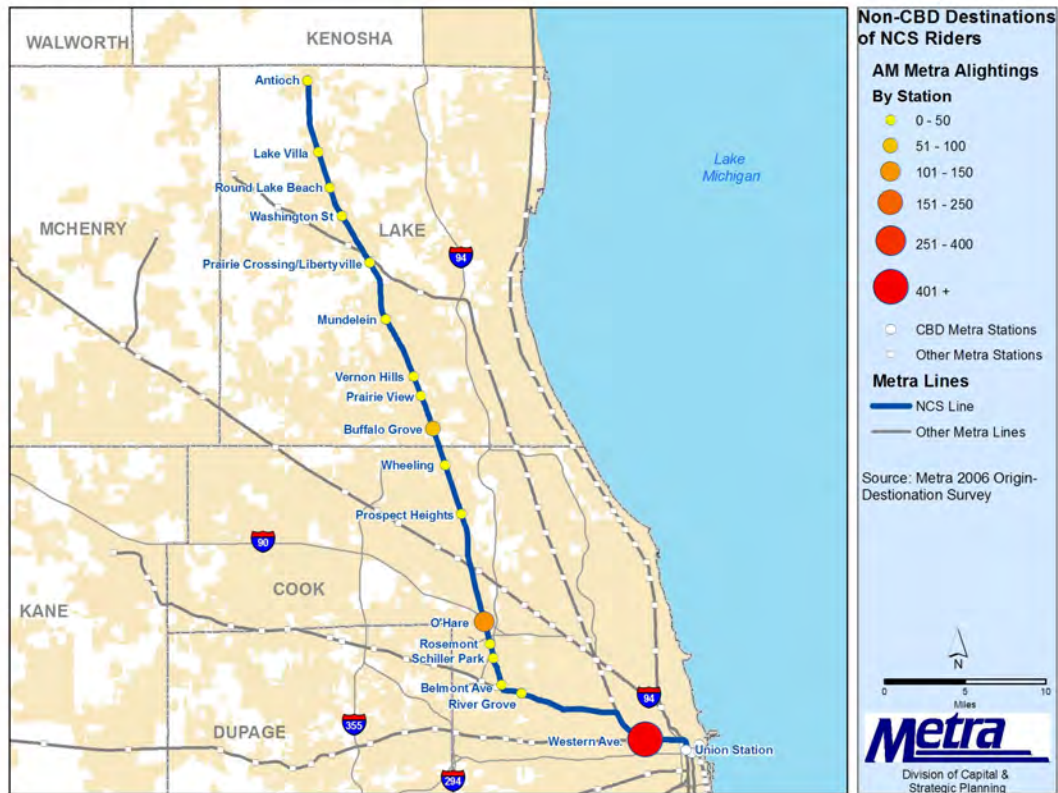 WALWORTH
KENOSHA
Antioch
Lake Villa
Round Lake Beach
Washington St
MCHENRY
LAKE
94
Prairie Crossing/Libertyville
Mundelein
Vernon Hills
Prairie View
Buffalo Grove
Wheeling
Prospect Heights
90
COOK
KANE
O'Hare
Rosemont
Schiller Park
Belmont Ave
River Grove
94
355
DUPAGE
Western Ave.
Union Station
294
Lake
Michigan
Non-CBD Destinations
of NCS Riders
AM Metra Alightings
By Station
0 - 50
51 - 100
101 - 150
151 - 250
251 - 400
401 +
CBD Metra Stations
Other Metra Stations
Metra Lines
NCS Line
Other Metra Lines
Source: Metra 2006 Origin-
Destionation Survey
N
0 5 10
Miles
Metra
Division of Capital &
Strategic Planning